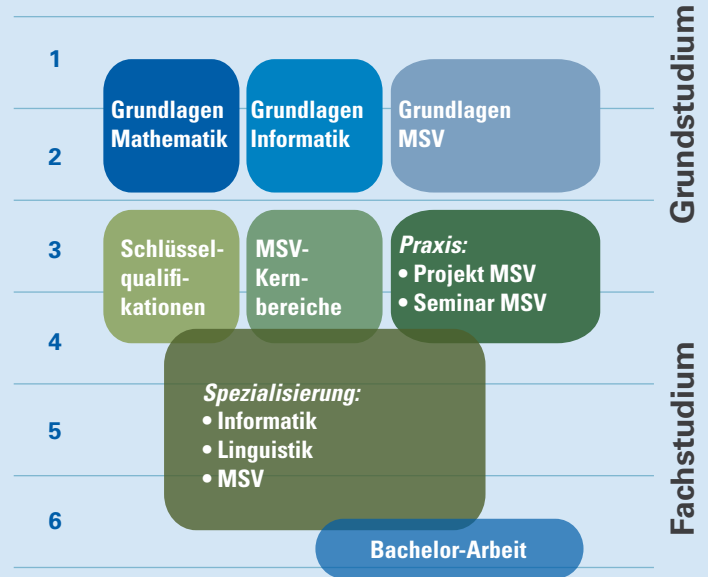 1
Grundlagen
Mathematik
Grundlagen
Informatik
Grundlagen
MSV
2
Grundstudium
3
Schlüssel-
qualifi-
kationen
MSV-
Kern-
bereiche
Praxis:
• Projekt MSV
• Seminar MSV
4
Spezialisierung:
• Informatik
• Linguistik
• MSV
5
6
Bachelor-Arbeit
Fachstudium